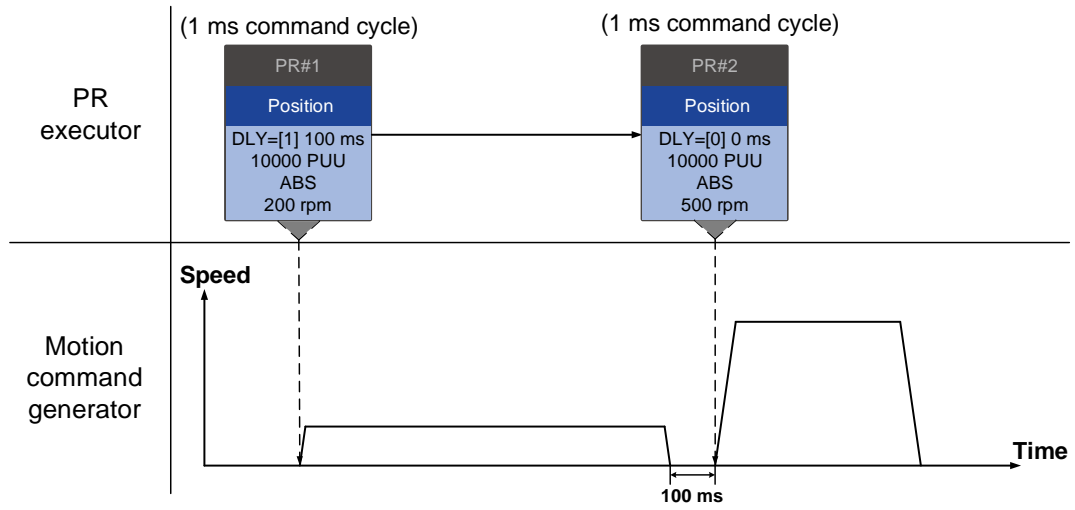 (1 ms command cycle)
(1 ms command cycle)
PR
executor
PR#1
Position
DLY=[1] 100 ms
10000 PUU
ABS
200 rpm
PR#2
Position
DLY=[0] 0 ms
10000 PUU
ABS
500 rpm
Motion
command
generator
Speed
Time
100 ms